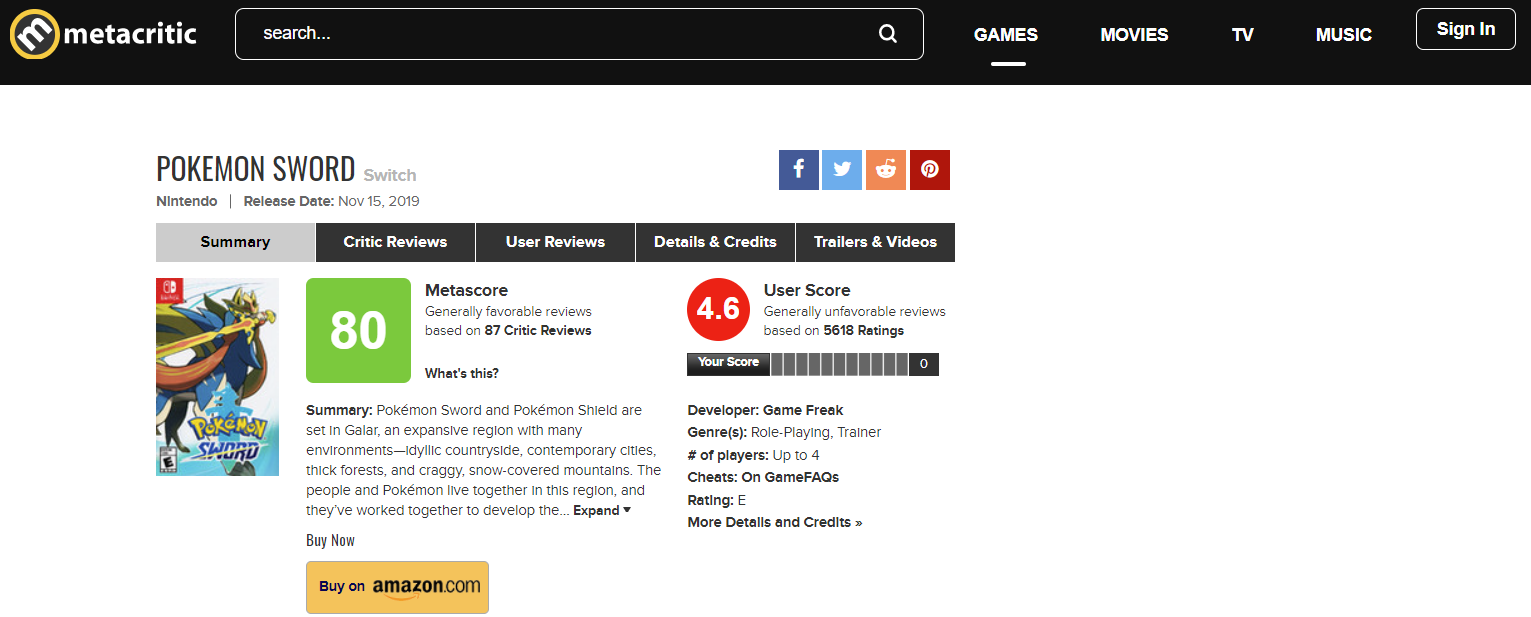 metacritic
search...
GAMES
MOVIES
TV
MUSIC
Sign In
POKEMON SWORD Switch
Nintendo | Release Date: Nov 15, 2019
Summary
Critic Reviews
User Reviews
Details & Credits
Trailers & Videos
POKéMON
SWORD
E
80
Metascore
Generally favorable reviews
based on 87 Critic Reviews
What's this?
4.6
User Score
Generally unfavorable reviews
based on 5618 Ratings
Your Score
0
Summary: Pokémon Sword and Pokémon Shield are
set in Galar, an expansive region with many
environments—idyllic countryside, contemporary cities,
thick forests, and craggy, snow-covered mountains. The
people and Pokémon live together in this region, and
they've worked together to develop the... Expand
Buy Now
Buy on amazon.com
Developer: Game Freak
Genre(s): Role-Playing, Trainer
# of players: Up to 4
Cheats: On GameFAQs
Rating: E
More Details and Credits »